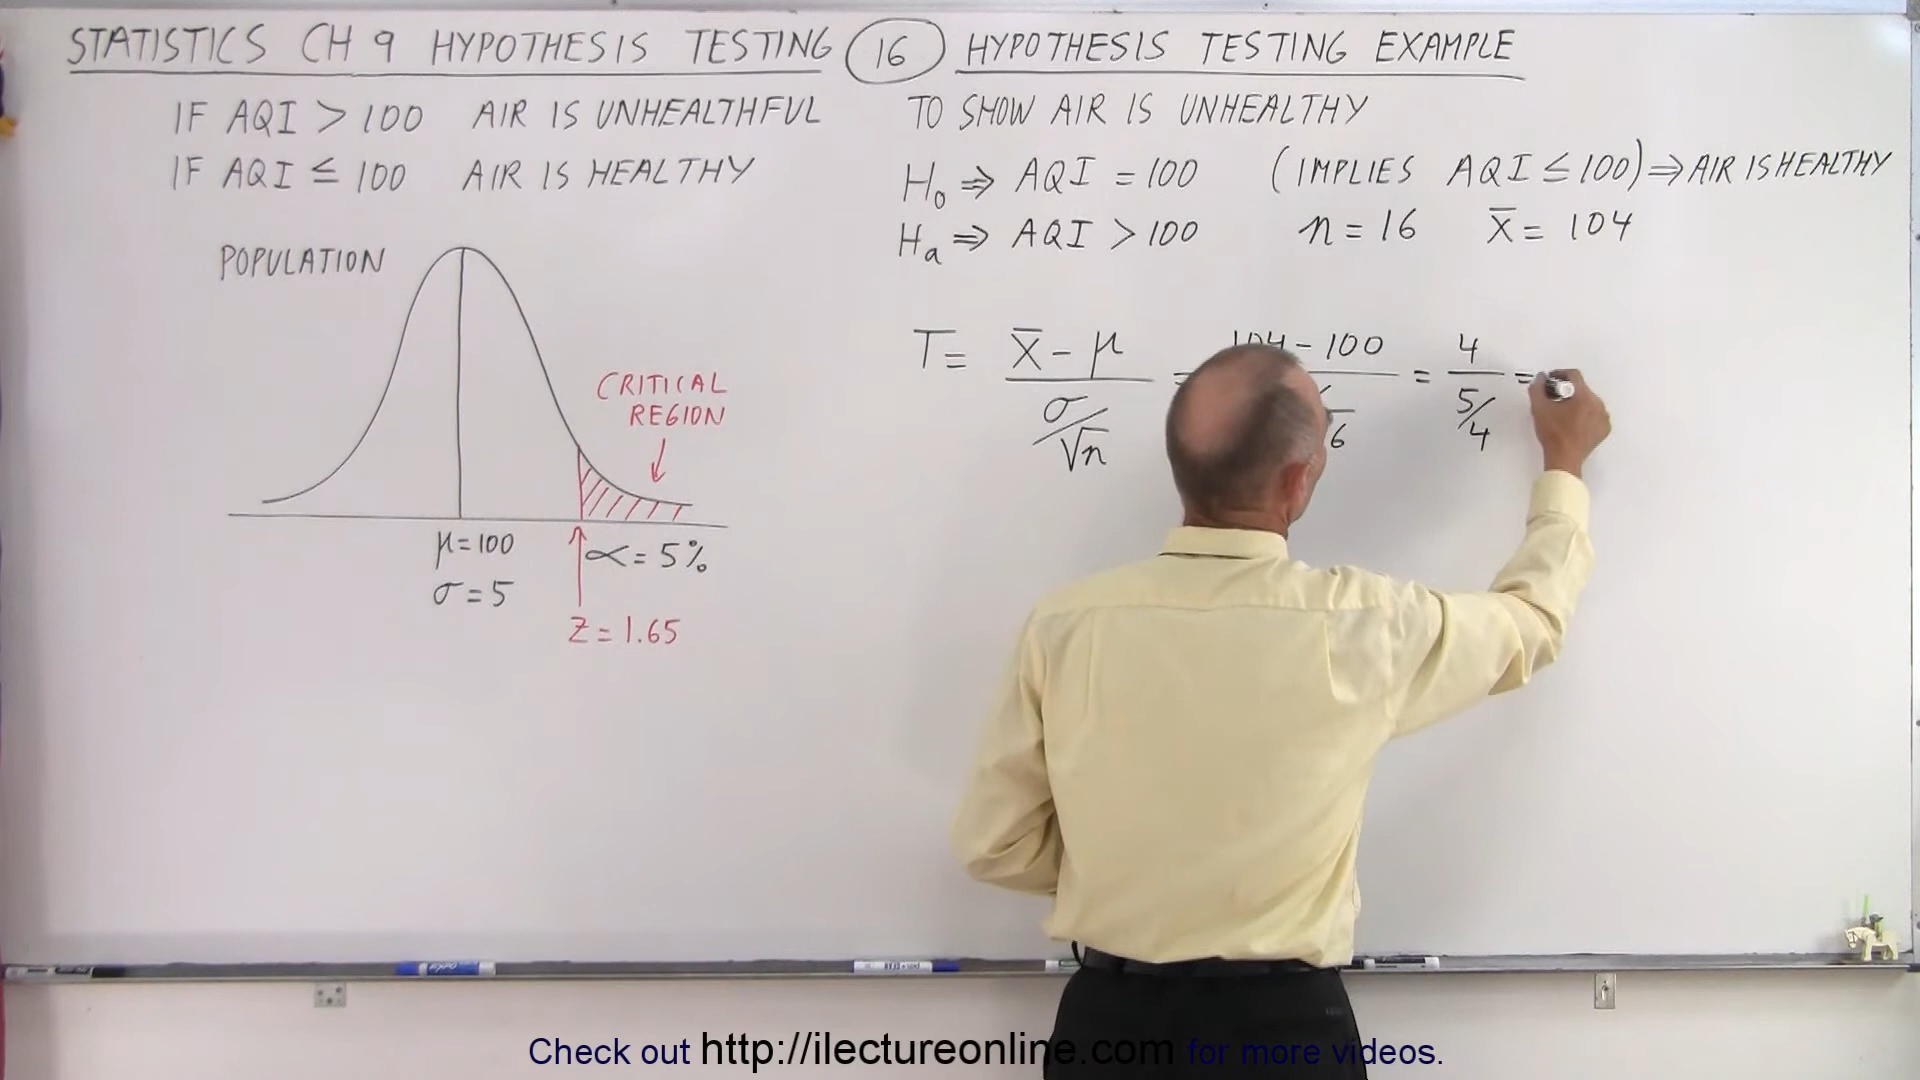 STATISTICS CH 9 HYPOTHESIS TESTING 16 HYPOTHESIS TESTING EXAMPLE
IF AQI > 100 AIR IS UNHEALTHFUL
IF AQI ≤ 100 AIR IS HEALTHY
POPULATION
CRITICAL
REGION
μ = 100
σ = 5
α = 5%
Z = 1.65
TO SHOW AIR IS UNHEALTHY
H₀ ⇒ AQI = 100 (IMPLIES AQI ≤ 100) ⇒ AIR IS HEALTHY
Hₐ ⇒ AQI > 100 n = 16 x̄ = 104
T = (x̄ - μ) / (σ/√n) = 104 - 100 / 6 = 4 / (5/4) =
Check out http://ilectureonline.com for more videos.